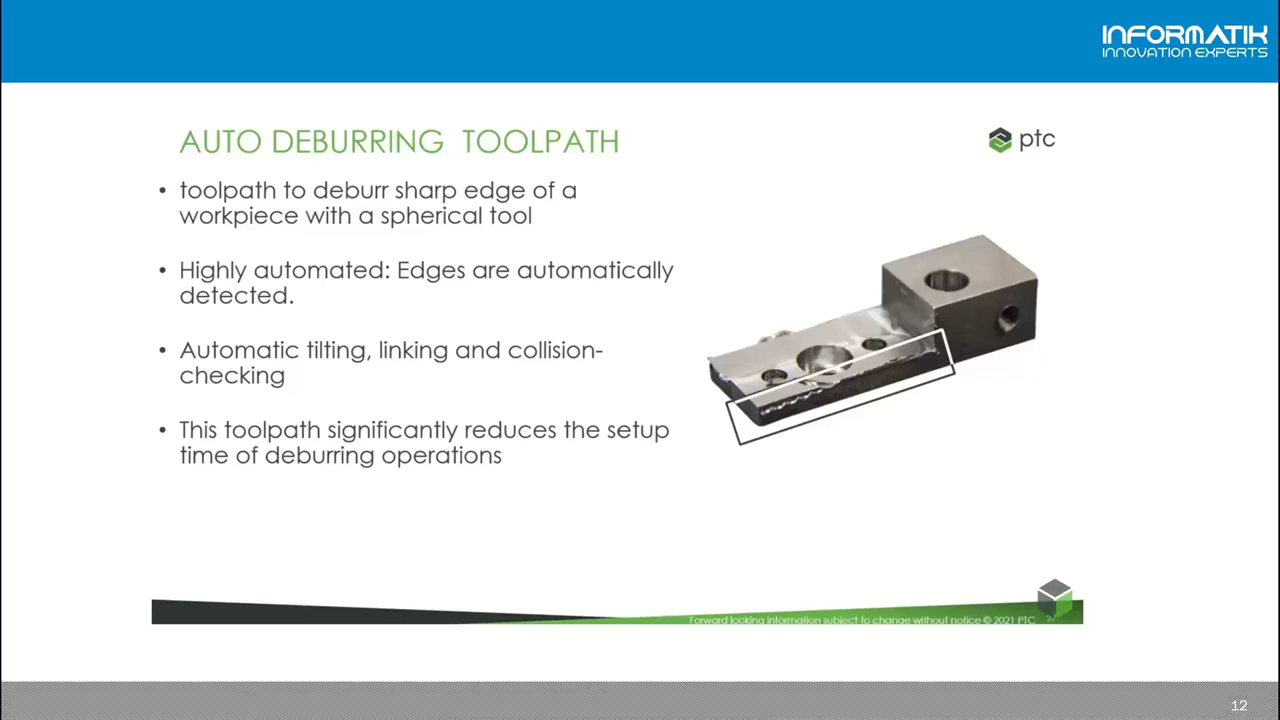 INFORMATIK
INNOVATION EXPERTS
AUTO DEBURRING TOOLPATH
ptc
• toolpath to deburr sharp edge of a
workpiece with a spherical tool
• Highly automated: Edges are automatically
detected.
• Automatic tilting, linking and collision-
checking
• This toolpath significantly reduces the setup
time of deburring operations
Forward looking information subject to change without notice © 2021 PTC
12